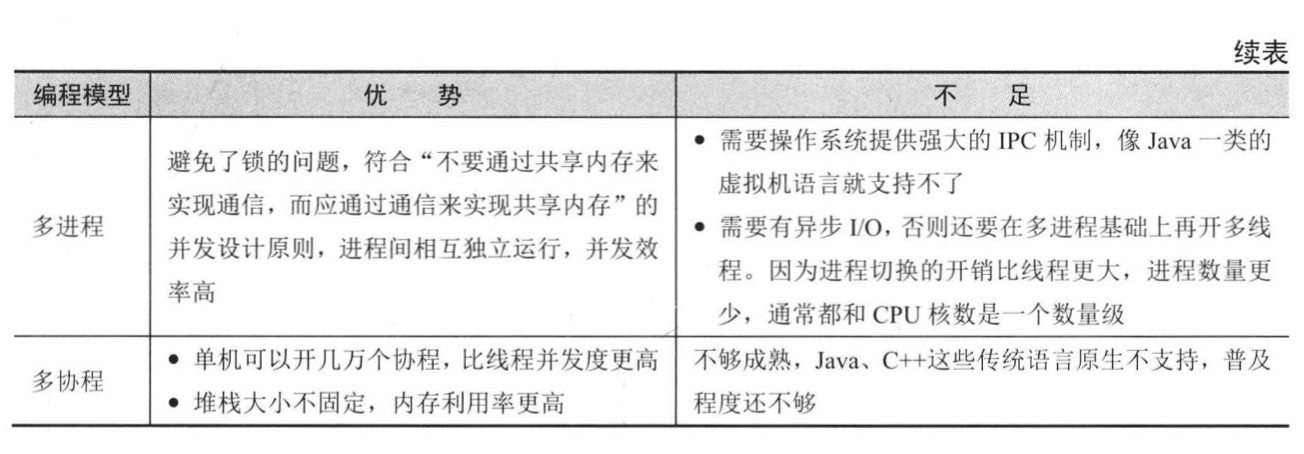 续表
编程模型 优 势 不 足
多进程
避免了锁的问题，符合“不要通过共享内存来
实现通信，而应通过通信来实现共享内存”的
并发设计原则，进程间相互独立运行，并发效
率高
• 需要操作系统提供强大的 IPC 机制，像 Java 一类的
虚拟机语言就支持不了
• 需要有异步 I/O，否则还要在多进程基础上再开多线
程。因为进程切换的开销比线程更大，进程数量更
少，通常都和 CPU 核数是一个数量级
多协程
• 单机可以开几万个协程，比线程并发度更高
• 堆栈大小不固定，内存利用率更高
不够成熟，Java、C++这些传统语言原生不支持，普及
程度还不够